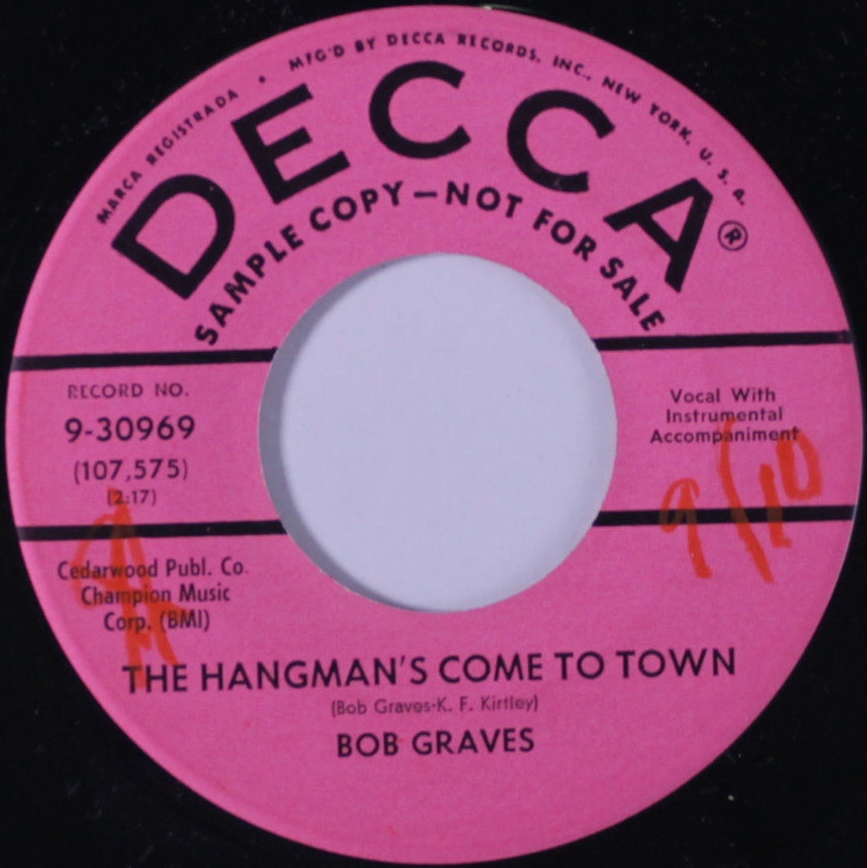 MARCA REGISTRADA • MFG'D BY DECCA RECORDS, INC., NEW YORK, U. S. A.
DECCA®
SAMPLE COPY—NOT FOR SALE
RECORD NO.
9-30969
(107,575)
(2:17)
Vocal With
Instrumental
Accompaniment
9/10
Cedarwood Publ. Co.
Champion Music
Corp. (BMI)
THE HANGMAN'S COME TO TOWN
(Bob Graves-K. F. Kirtley)
BOB GRAVES